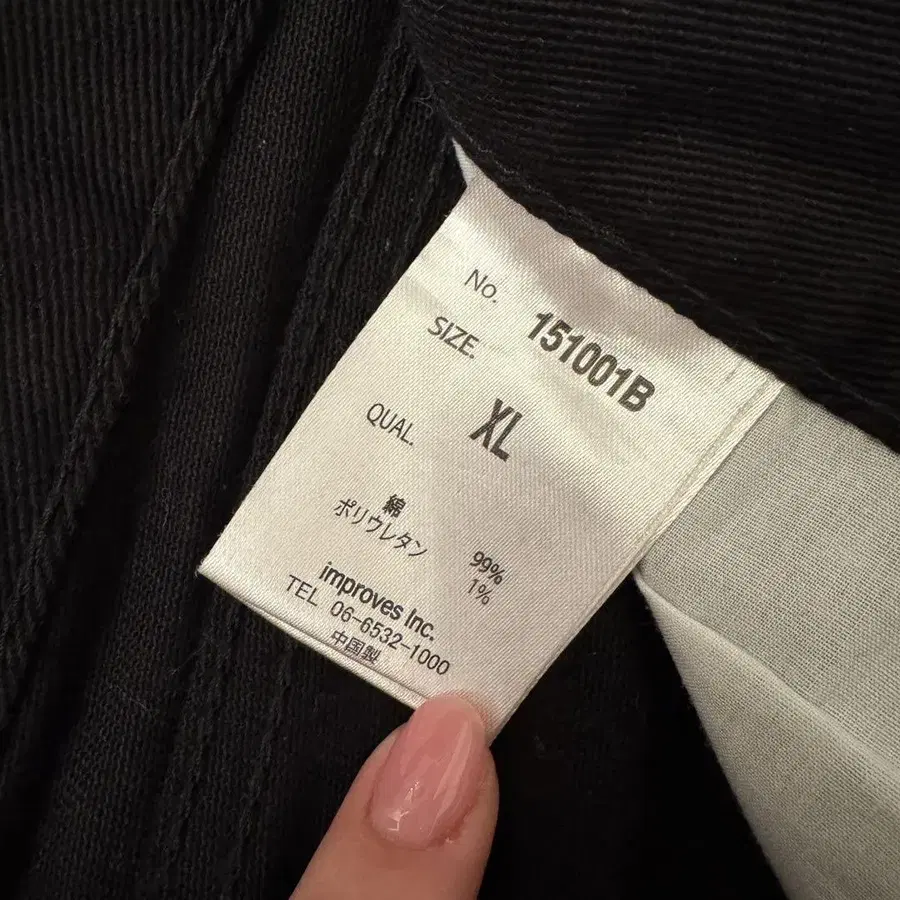 No. 151001B
SIZE. XL
QUAL.
綿 99%
ポリウレタン 1%
improves Inc.
TEL 06-6532-1000
中国製